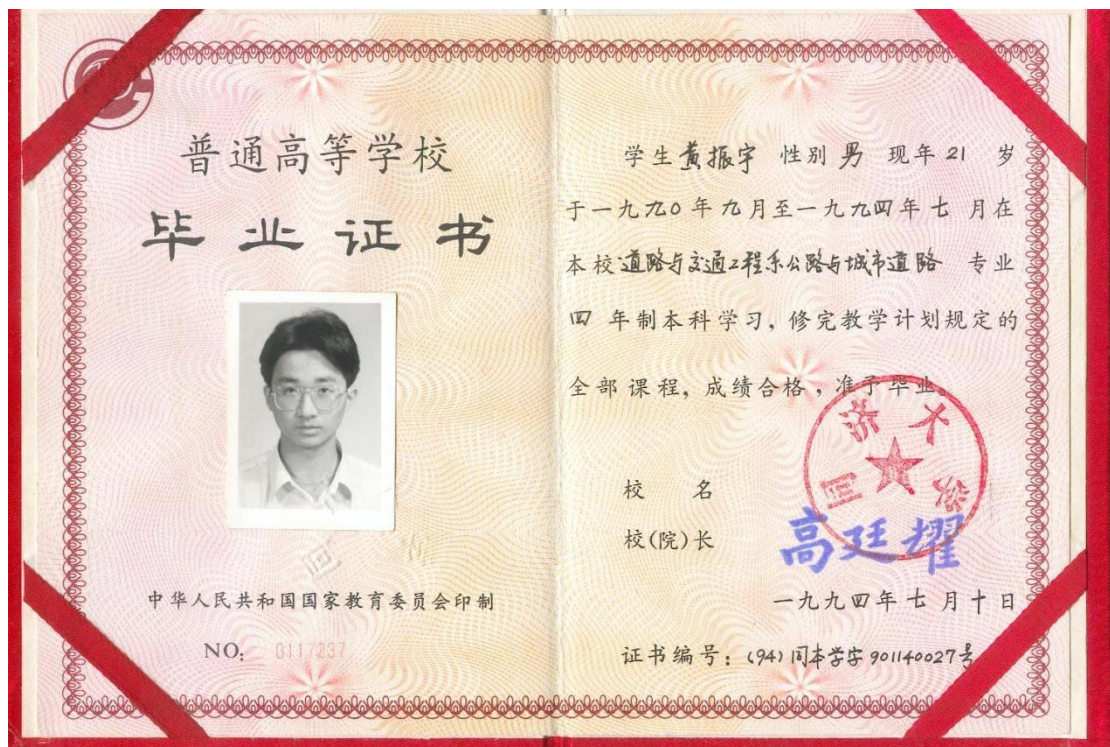 普通高等学校
毕业证书
中华人民共和国国家教育委员会印制
NO: 0117237
学生黄振宇 性别 男 现年 21 岁
于一九九〇年九月至一九九四年七 月在
本校道路与交通工程系公路与城市道路 专业
四 年制本科学习，修完教学计划规定的
全部课程，成绩合格，准予毕业。
同济大学
校 名
校(院)长 高廷耀
一九九四年七月十日
证书编号：(94)同本学字901140027号